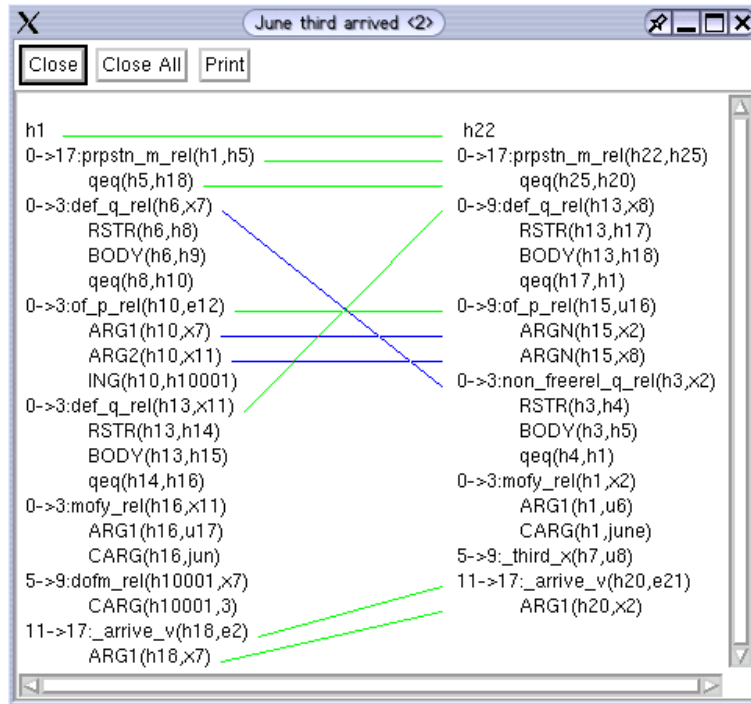 X June third arrived <2>
Close Close All Print
h1
0->17:prpstn_m_rel(h1,h5)
qeq(h5,h18)
0->3:def_q_rel(h6,x7)
RSTR(h6,h8)
BODY(h6,h9)
qeq(h8,h10)
0->3:of_p_rel(h10,e12)
ARG1(h10,x7)
ARG2(h10,x11)
ING(h10,h10001)
0->3:def_q_rel(h13,x11)
RSTR(h13,h14)
BODY(h13,h15)
qeq(h14,h16)
0->3:mofy_rel(h16,x11)
ARG1(h16,u17)
CARG(h16,jun)
5->9:dofm_rel(h10001,x7)
CARG(h10001,3)
11->17:_arrive_v(h18,e2)
ARG1(h18,x7)
h22
0->17:prpstn_m_rel(h22,h25)
qeq(h25,h20)
0->9:def_q_rel(h13,x8)
RSTR(h13,h17)
BODY(h13,h18)
qeq(h17,h1)
0->9:of_p_rel(h15,u16)
ARGN(h15,x2)
ARGN(h15,x8)
0->3:non_freerel_q_rel(h3,x2)
RSTR(h3,h4)
BODY(h3,h5)
qeq(h4,h1)
0->3:mofy_rel(h1,x2)
ARG1(h1,u6)
CARG(h1,june)
5->9:_third_x(h7,u8)
11->17:_arrive_v(h20,e21)
ARG1(h20,x2)